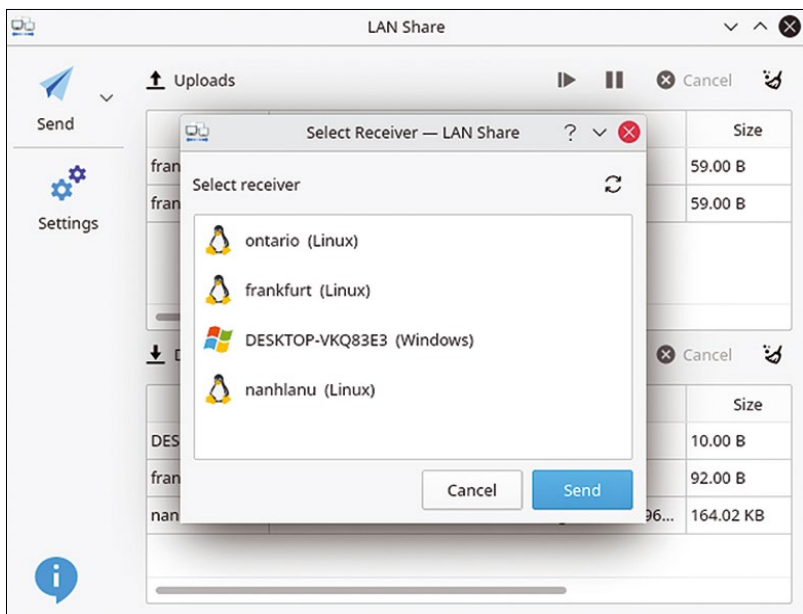 LAN Share
Send
Settings
Uploads
Cancel
Size
fran
59.00 B
fran
59.00 B
Select Receiver — LAN Share
?
Select receiver
ontario (Linux)
frankfurt (Linux)
DESKTOP-VKQ83E3 (Windows)
nanhlanu (Linux)
Cancel
Send
Cancel
Size
DES
10.00 B
fran
92.00 B
nan
96...
164.02 KB